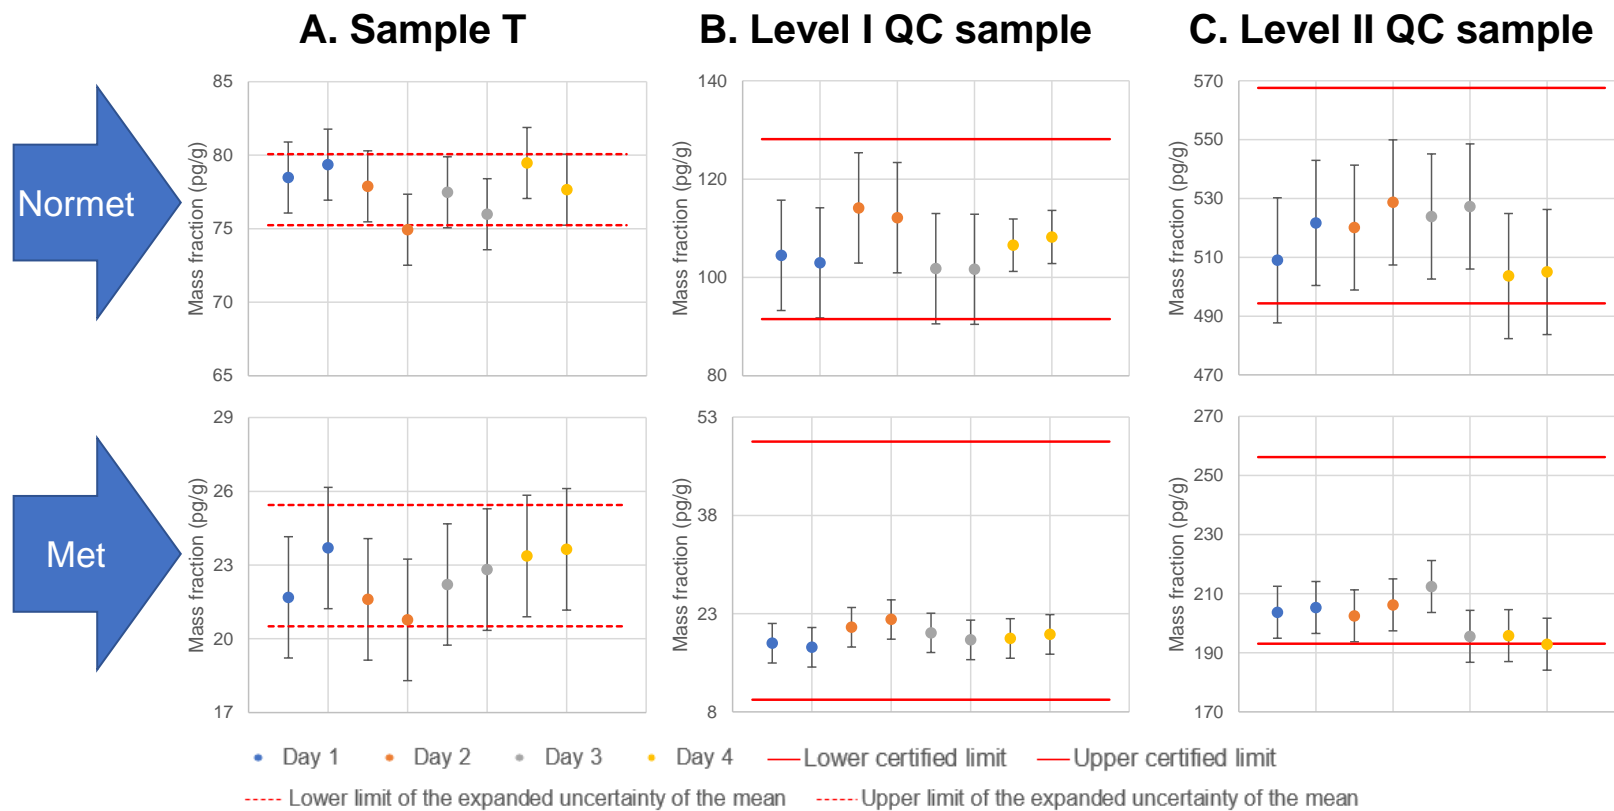 A. Sample T
B. Level I QC sample
C. Level II QC sample
Normet
Mass fraction (pg/g)
85
80
75
70
65
Mass fraction (pg/g)
140
120
100
80
Mass fraction (pg/g)
570
550
530
510
490
470
Met
Mass fraction (pg/g)
29
26
23
20
17
Mass fraction (pg/g)
53
38
23
8
Mass fraction (pg/g)
270
250
230
210
190
170
Day 1 Day 2 Day 3 Day 4 Lower certified limit Upper certified limit
Lower limit of the expanded uncertainty of the mean Upper limit of the expanded uncertainty of the mean